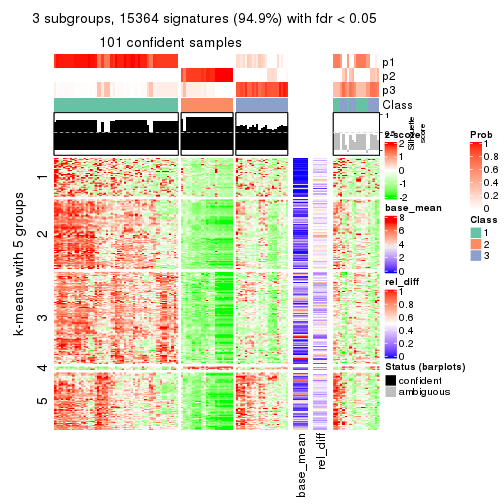 3 subgroups, 15364 signatures (94.9%) with fdr < 0.05
101 confident samples
p1
p2
p3
Class
1
Silhouette
score
z_score
2
1
0
-1
-2
base_mean
8
6
4
2
0
rel_diff
1
0.8
0.6
0.4
0.2
0
Prob
1
0.8
0.6
0.4
0.2
0
Class
1
2
3
Status (barplots)
confident
ambiguous
k-means with 5 groups
1
2
3
4
5
base_mean
rel_diff